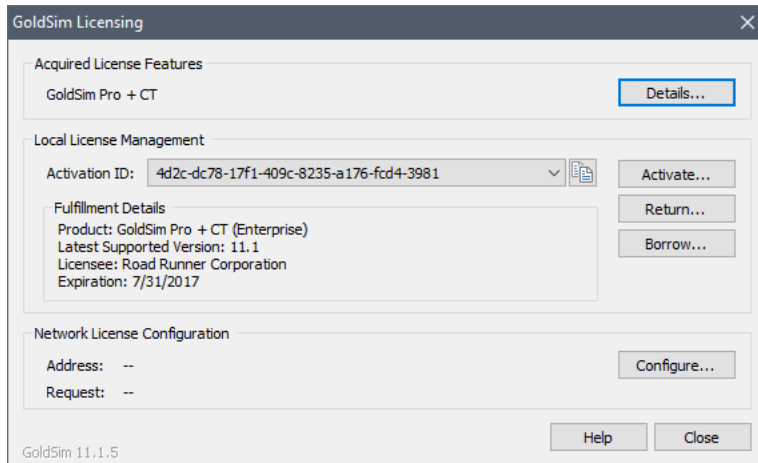 GoldSim Licensing
Acquired License Features
GoldSim Pro + CT
Details...
Local License Management
Activation ID: 4d2c-dc78-17f1-409c-8235-a176-fcd4-3981
Activate...
Fulfillment Details
Return...
Product: GoldSim Pro + CT (Enterprise)
Latest Supported Version: 11.1
Borrow...
Licensee: Road Runner Corporation
Expiration: 7/31/2017
Network License Configuration
Address: --
Configure...
Request: --
Help
Close
GoldSim 11.1.5